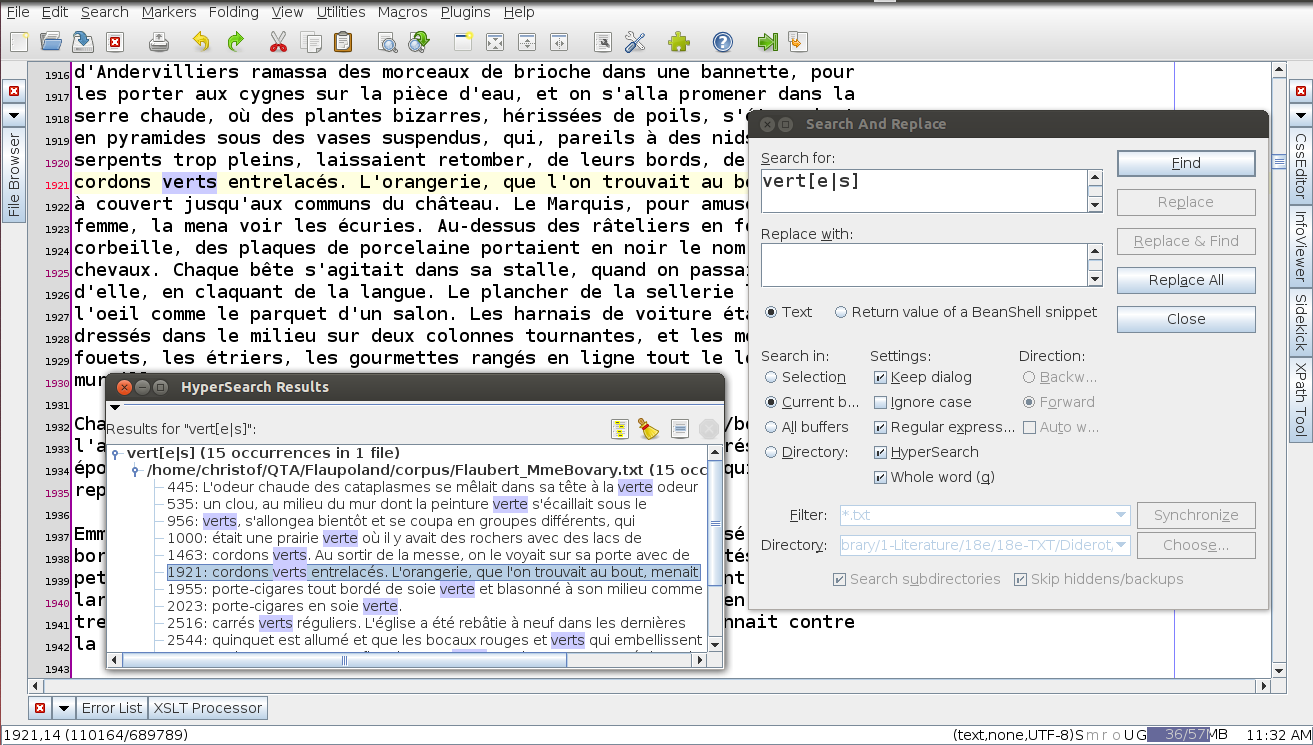 File Edit Search Markers Folding View Utilities Macros Plugins Help
1916 d'Andervilliers ramassa des morceaux de brioche dans une bannette, pour
1917 les porter aux cygnes sur la pièce d'eau, et on s'alla promener dans la
1918 serre chaude, où des plantes bizarres, hérissées de poils,
1919 en pyramides sous des vases suspendus, qui, pareils à des nids
1920 serpents trop pleins, laissaient retomber, de leurs bords, de
1921 cordons verts entrelacés. L'orangerie, que l'on trouvait au
1922 à couvert jusqu'aux communs du château. Le Marquis, pour
1923 femme, la mena voir les écuries. Au-dessus des râteliers en
1924 corbeille, des plaques de porcelaine portaient en noir le nom
1925 chevaux. Chaque bête s'agitait dans sa stalle, quand on
1926 d'elle, en claquant de la langue. Le plancher de la sellerie
1927 l'oeil comme le parquet d'un salon. Les harnais de voiture
1928 dressés dans le milieu sur deux colonnes tournantes, et les
1929 fouets, les étriers, les gourmettes rangés en ligne tout le
1930
1931
1932
1933
1934
1935
1936
1937
1938
1939
1940
1941
1942 la
1943
File Browser
CssEditor
InfoViewer
Sidekick
XPath Tool
Search And Replace
Search for:
vert[e|s]
Replace with:
Find
Replace
Replace & Find
Replace All
Close
Text Return value of a BeanShell snippet
Search in: Settings: Direction:
Selection Keep dialog Backw...
Current b... Ignore case Forward
All buffers Regular express... Auto w...
Directory: HyperSearch
Whole word (g)
Filter: *.txt Synchronize
Directory: brary/1-Literature/18e/18e-TXT/Diderot, Choose...
Search subdirectories Skip hiddens/backups
HyperSearch Results
Results for "vert[e|s]":
vert[e|s] (15 occurrences in 1 file)
/home/christof/QTA/Flaupoland/corpus/Flaubert_MmeBovary.txt (15 occ
445: L'odeur chaude des cataplasmes se mêlait dans sa tête à la verte odeur
535: un clou, au milieu du mur dont la peinture verte s'écaillait sous le
956: verts, s'allongea bientôt et se coupa en groupes différents, qui
1000: était une prairie verte où il y avait des rochers avec des lacs de
1463: cordons verts. Au sortir de la messe, on le voyait sur sa porte avec de
1921: cordons verts entrelacés. L'orangerie, que l'on trouvait au bout, menait
1955: porte-cigares tout bordé de soie verte et blasonné à son milieu comme
2023: porte-cigares en soie verte.
2516: carrés verts réguliers. L'église a été rebâtie à neuf dans les dernières
2544: quinquet est allumé et que les bocaux rouges et verts qui embellissent
Error List XSLT Processor
1921,14 (110164/689789) (text,none,UTF-8)S m r o U G 36/57MB 11:32 AM